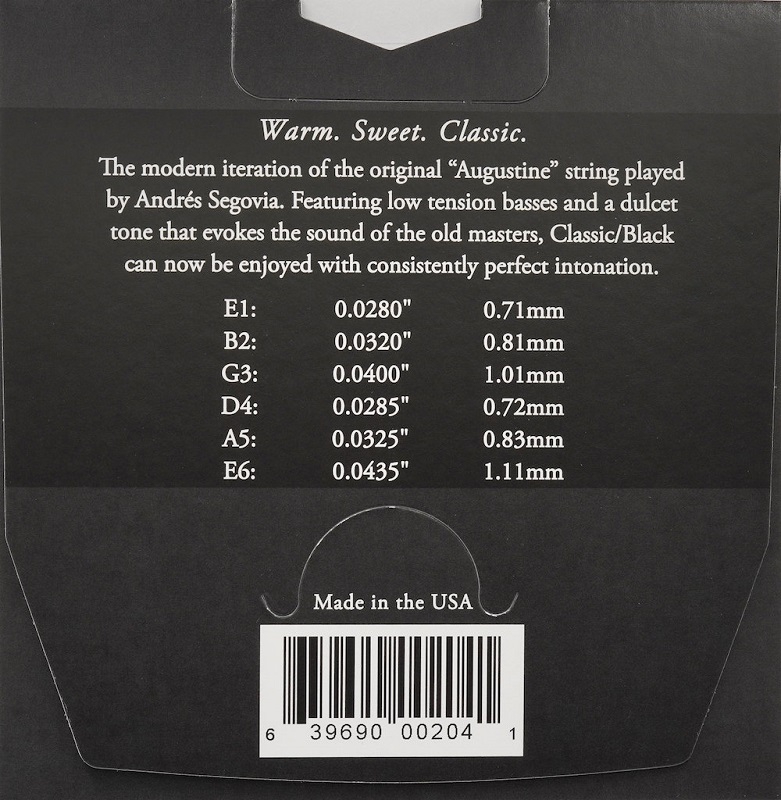 Warm. Sweet. Classic.
The modern iteration of the original “Augustine” string played
by Andrés Segovia. Featuring low tension basses and a dulcet
tone that evokes the sound of the old masters, Classic/Black
can now be enjoyed with consistently perfect intonation.
E1: 0.0280" 0.71mm
B2: 0.0320" 0.81mm
G3: 0.0400" 1.01mm
D4: 0.0285" 0.72mm
A5: 0.0325" 0.83mm
E6: 0.0435" 1.11mm
Made in the USA
6 39690 00204 1